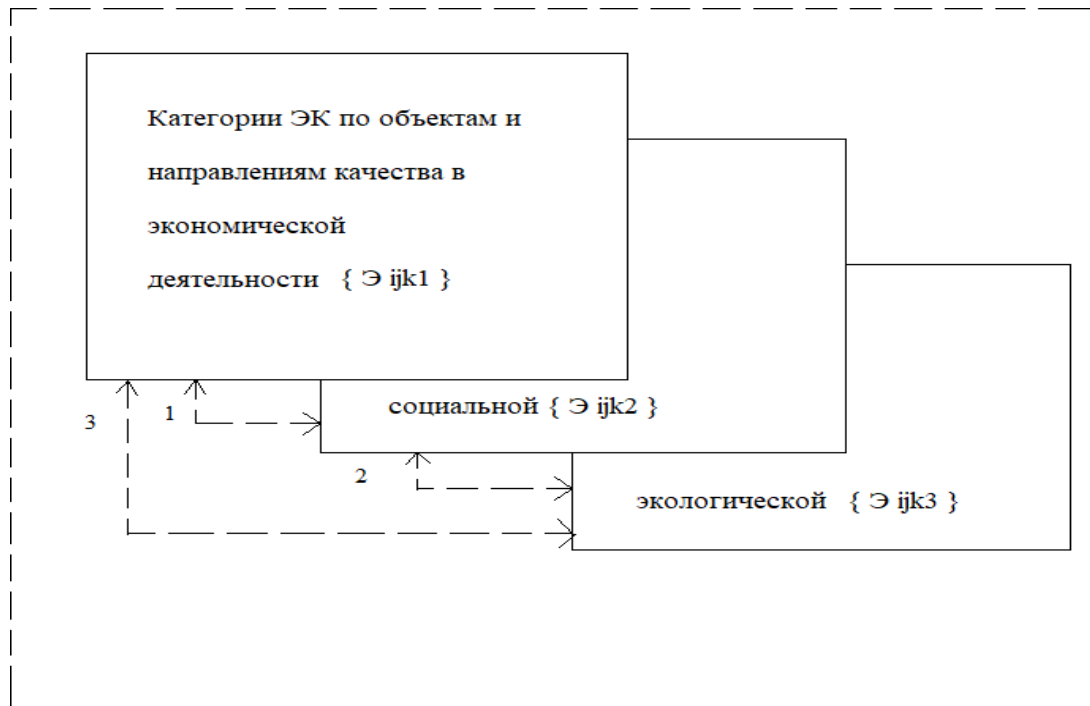 Категории ЭК по объектам и
направлениям качества в
экономической
деятельности { Э ijk1 }
социальной { Э ijk2 }
3
1
2
экологической { Э ijk3 }